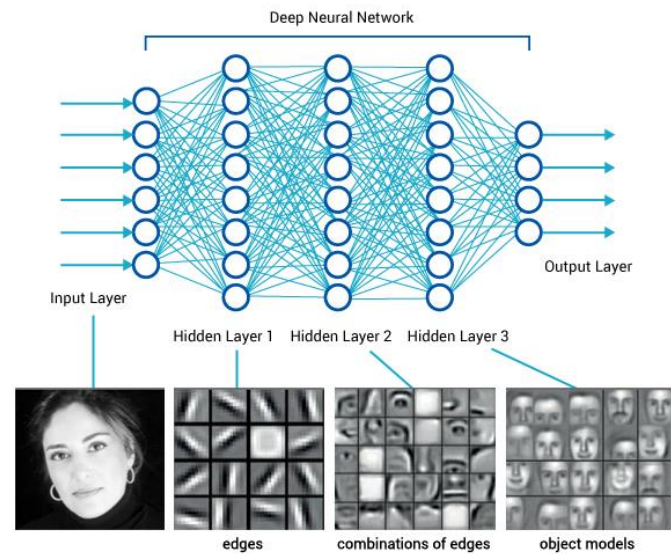 Deep Neural Network
Output Layer
Input Layer
Hidden Layer 1
Hidden Layer 2
Hidden Layer 3
edges
combinations of edges
object models